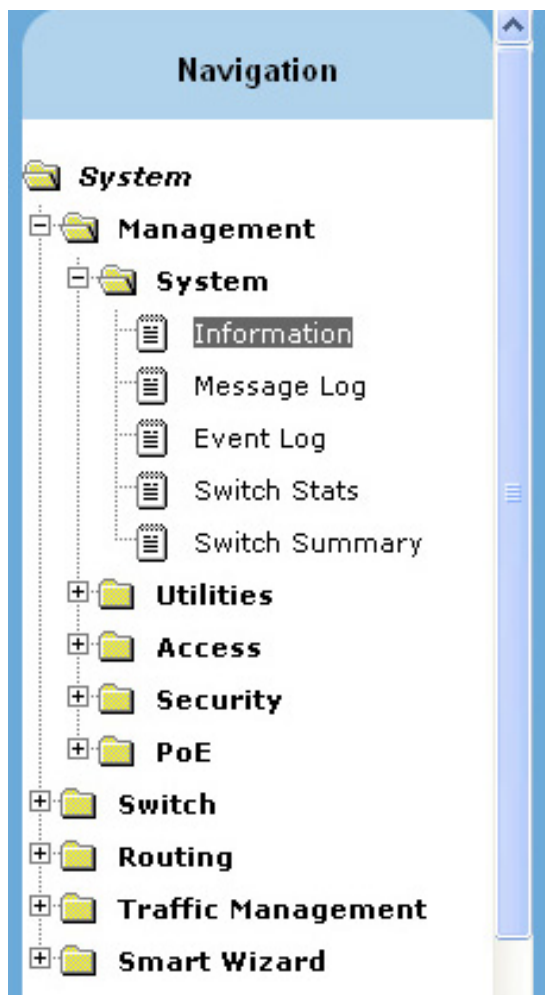 Navigation
System
Management
System
Information
Message Log
Event Log
Switch Stats
Switch Summary
Utilities
Access
Security
PoE
Switch
Routing
Traffic Management
Smart Wizard